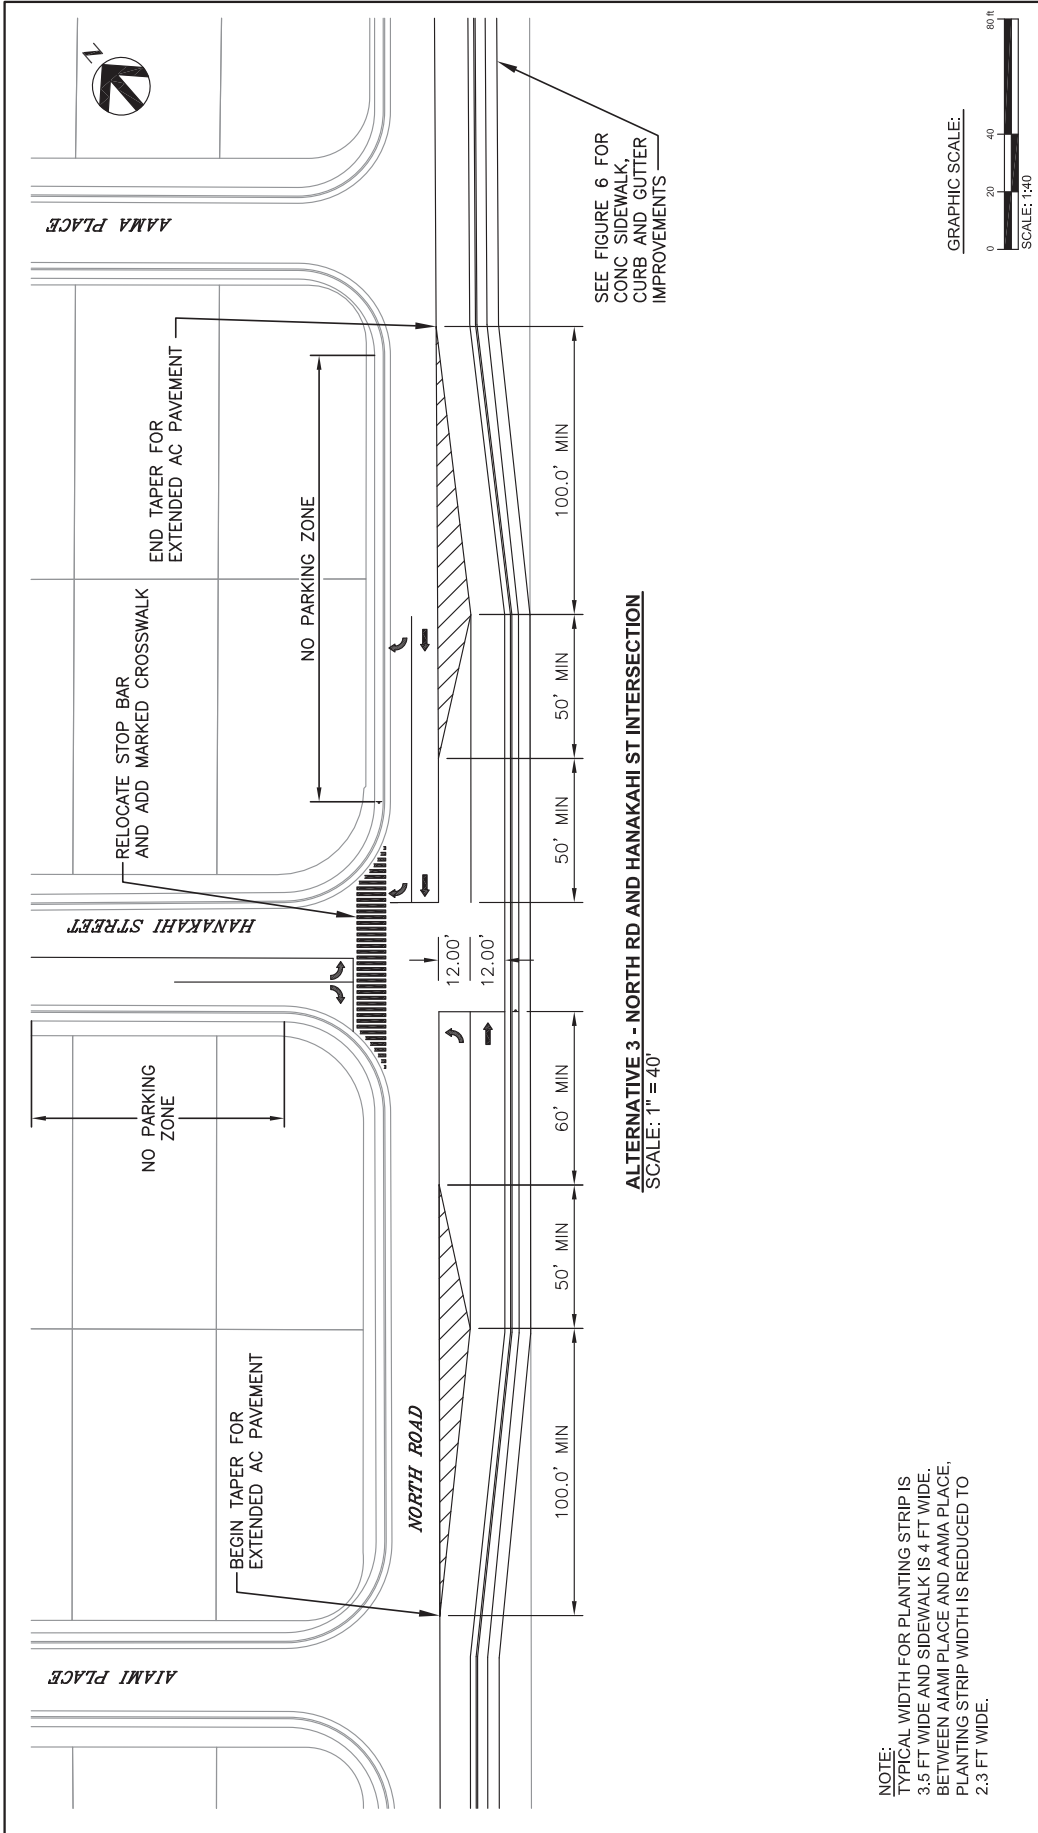 N
AIAMI PLACE
HANAKAHI STREET
AAMA PLACE
RELOCATE STOP BAR
AND ADD MARKED CROSSWALK
END TAPER FOR
EXTENDED AC PAVEMENT
NO PARKING
ZONE
NO PARKING ZONE
BEGIN TAPER FOR
EXTENDED AC PAVEMENT
NORTH ROAD
12.00'
12.00'
100.0' MIN
50' MIN
60' MIN
50' MIN
50' MIN
100.0' MIN
SEE FIGURE 6 FOR
CONC SIDEWALK,
CURB AND GUTTER
IMPROVEMENTS
ALTERNATIVE 3 - NORTH RD AND HANAKAHI ST INTERSECTION
SCALE: 1" = 40'
NOTE:
TYPICAL WIDTH FOR PLANTING STRIP IS
3.5 FT WIDE AND SIDEWALK IS 4 FT WIDE.
BETWEEN AIAMI PLACE AND AAMA PLACE,
PLANTING STRIP WIDTH IS REDUCED TO
2.3 FT WIDE.
GRAPHIC SCALE:
0 20 40 80 ft
SCALE: 1:40